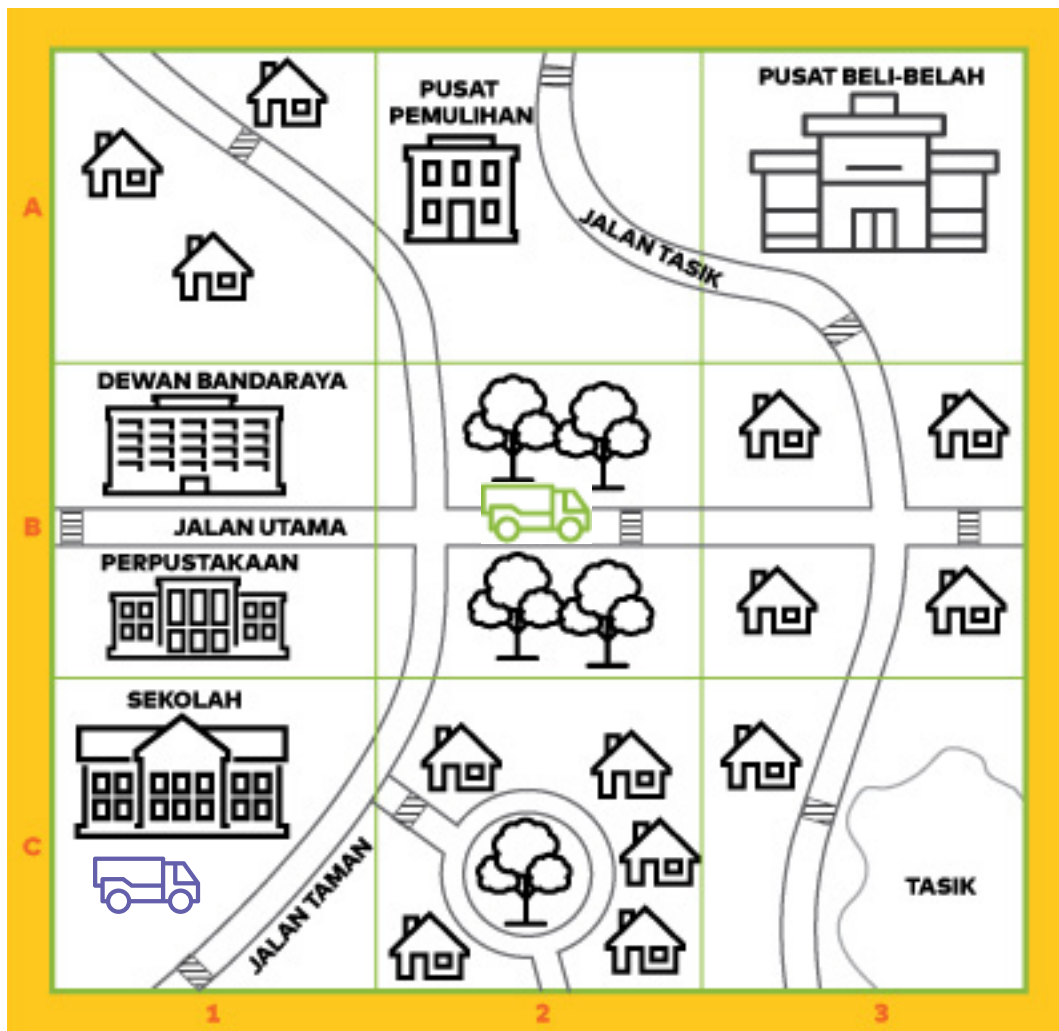 PUSAT
PEMULIHAN
PUSAT BELI-BELAH
A
JALAN TASIK
DEWAN BANDARAYA
B
JALAN UTAMA
PERPUSTAKAAN
SEKOLAH
C
JALAN TAMAN
TASIK
1
2
3